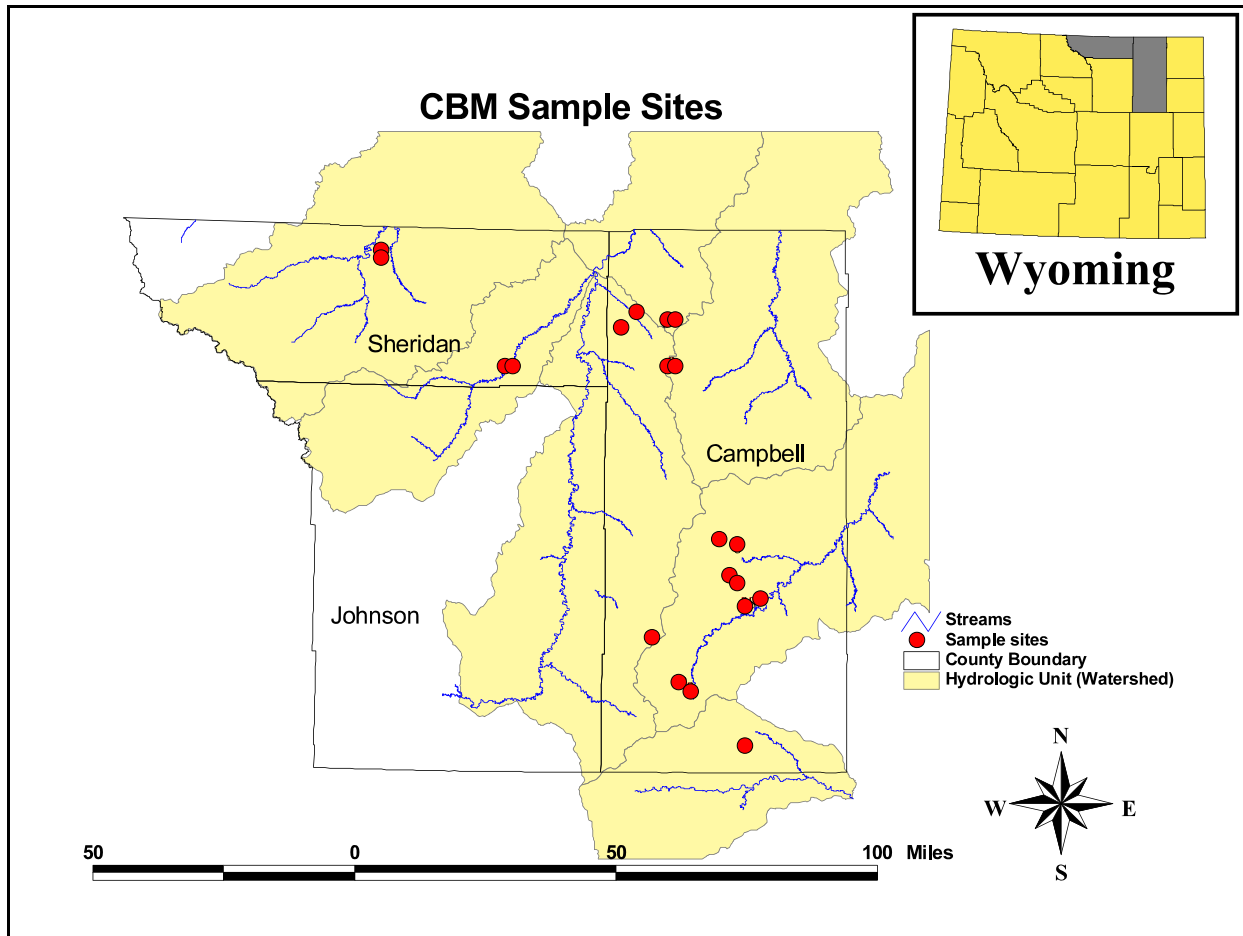 CBM Sample Sites
Wyoming
Sheridan
Campbell
Johnson
Streams
Sample sites
County Boundary
Hydrologic Unit (Watershed)
N
W E
S
50 0 50 100 Miles